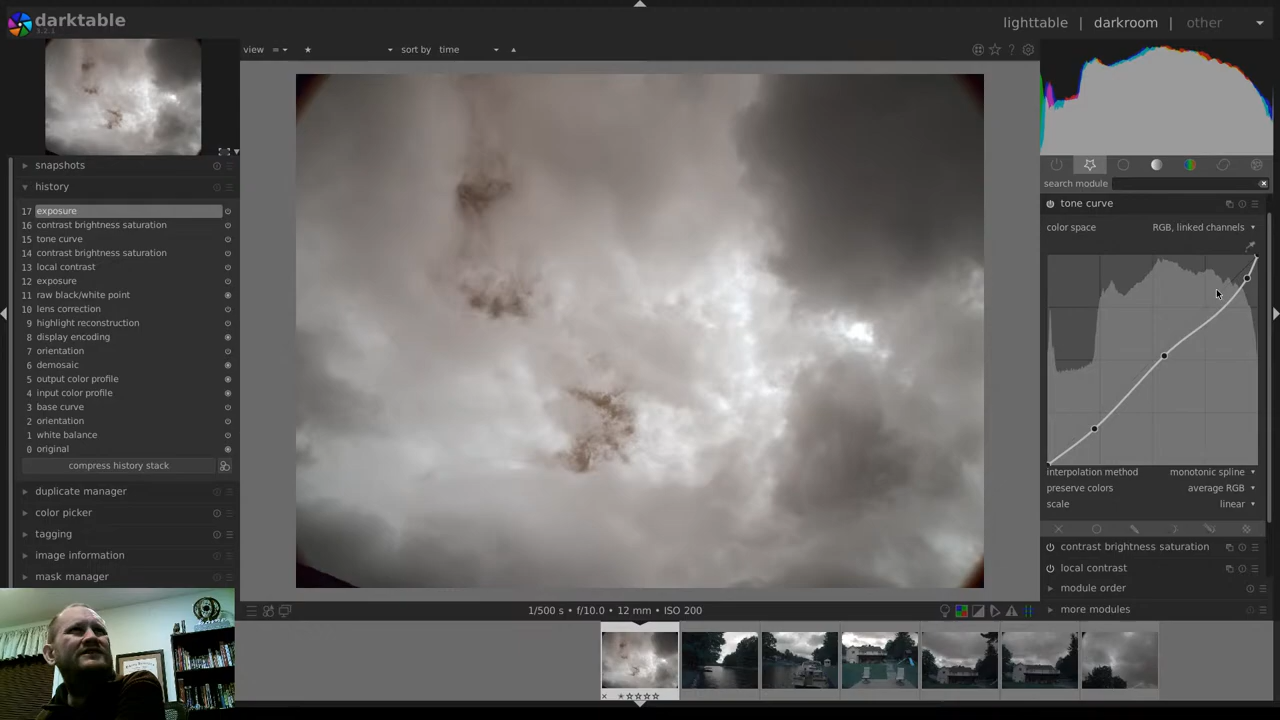 darktable
3.2.1
lighttable | darkroom | other
view = ★ sort by time
snapshots
history
17 exposure
16 contrast brightness saturation
15 tone curve
14 contrast brightness saturation
13 local contrast
12 exposure
11 raw black/white point
10 lens correction
9 highlight reconstruction
8 display encoding
7 orientation
6 demosaic
5 output color profile
4 input color profile
3 base curve
2 orientation
1 white balance
0 original
compress history stack
duplicate manager
color picker
tagging
image information
mask manager
1/500 s • f/10.0 • 12 mm • ISO 200
search module
tone curve
color space RGB, linked channels
interpolation method monotonic spline
preserve colors average RGB
scale linear
contrast brightness saturation
local contrast
module order
more modules